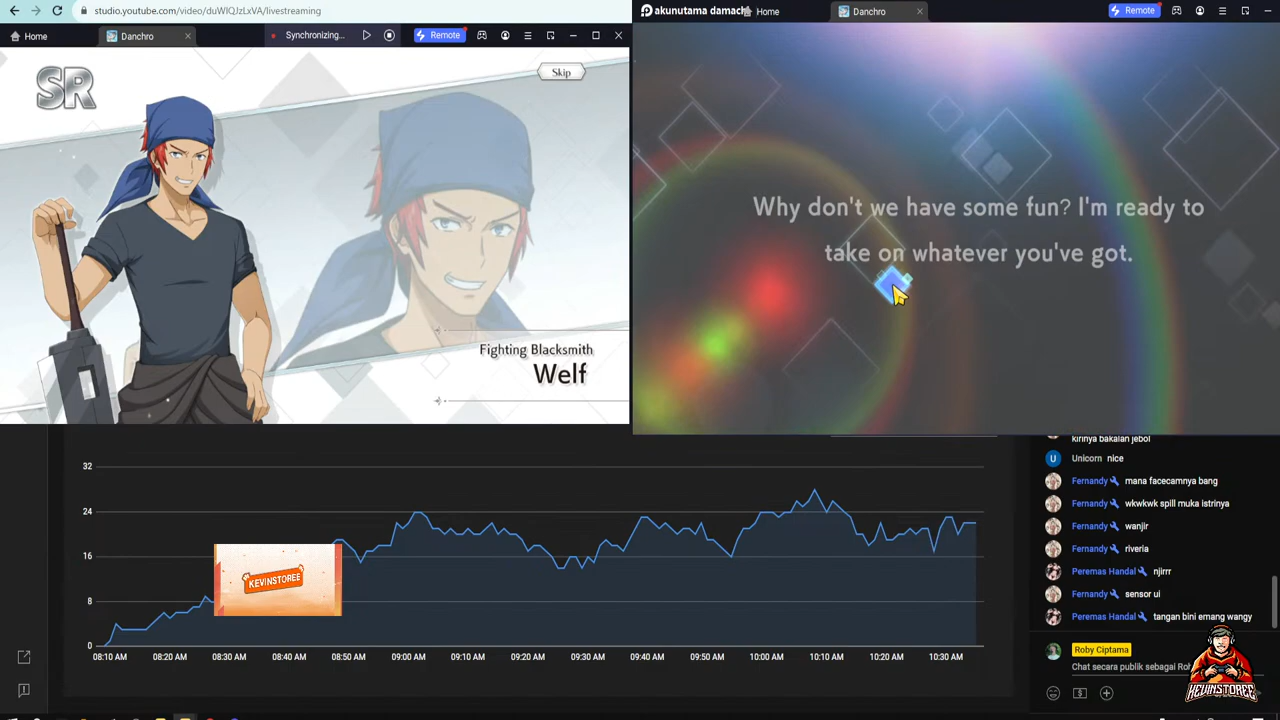 studio.youtube.com/video/duWlQJzLxVA/livestreaming
Home
Danchro
Synchronizing...
Remote
akunutama damach
Home
Danchro
Remote
SR
Skip
Fighting Blacksmith
Welf
Why don't we have some fun? I'm ready to
take on whatever you've got.
32
24
16
8
0
08:10 AM
08:20 AM
08:30 AM
08:40 AM
08:50 AM
09:00 AM
09:10 AM
09:20 AM
09:30 AM
09:40 AM
09:50 AM
10:00 AM
10:10 AM
10:20 AM
10:30 AM
KEVINSTOREE
kirinya bakalan jebol
U Unicorn nice
Fernandy mana facecamnya bang
Fernandy wkwkwk spill muka istrinya
Fernandy wanjir
Fernandy riveria
Peremas Handal njirrr
Fernandy sensor ui
Peremas Handal tangan bini emang wangy
Roby Ciptama
Chat secara publik sebagai
KEVINSTOREE